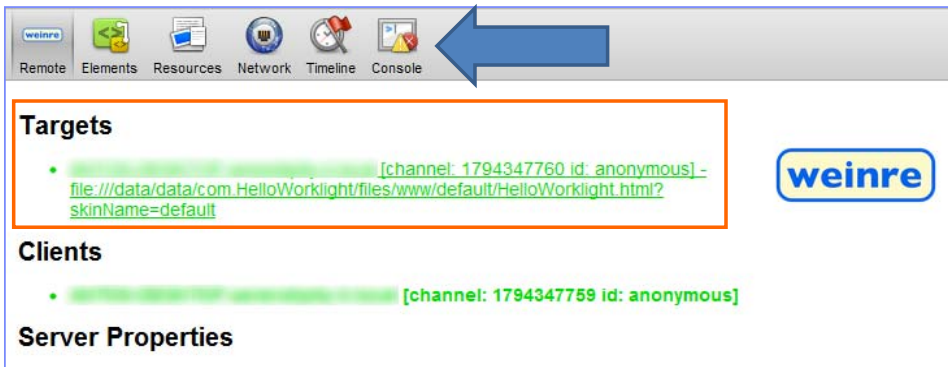 weinre
Remote Elements Resources Network Timeline Console
Targets
[channel: 1794347760 id: anonymous] -
file:///data/data/com.HelloWorklight/files/www/default/HelloWorklight.html?
skinName=default
weinre
Clients
[channel: 1794347759 id: anonymous]
Server Properties